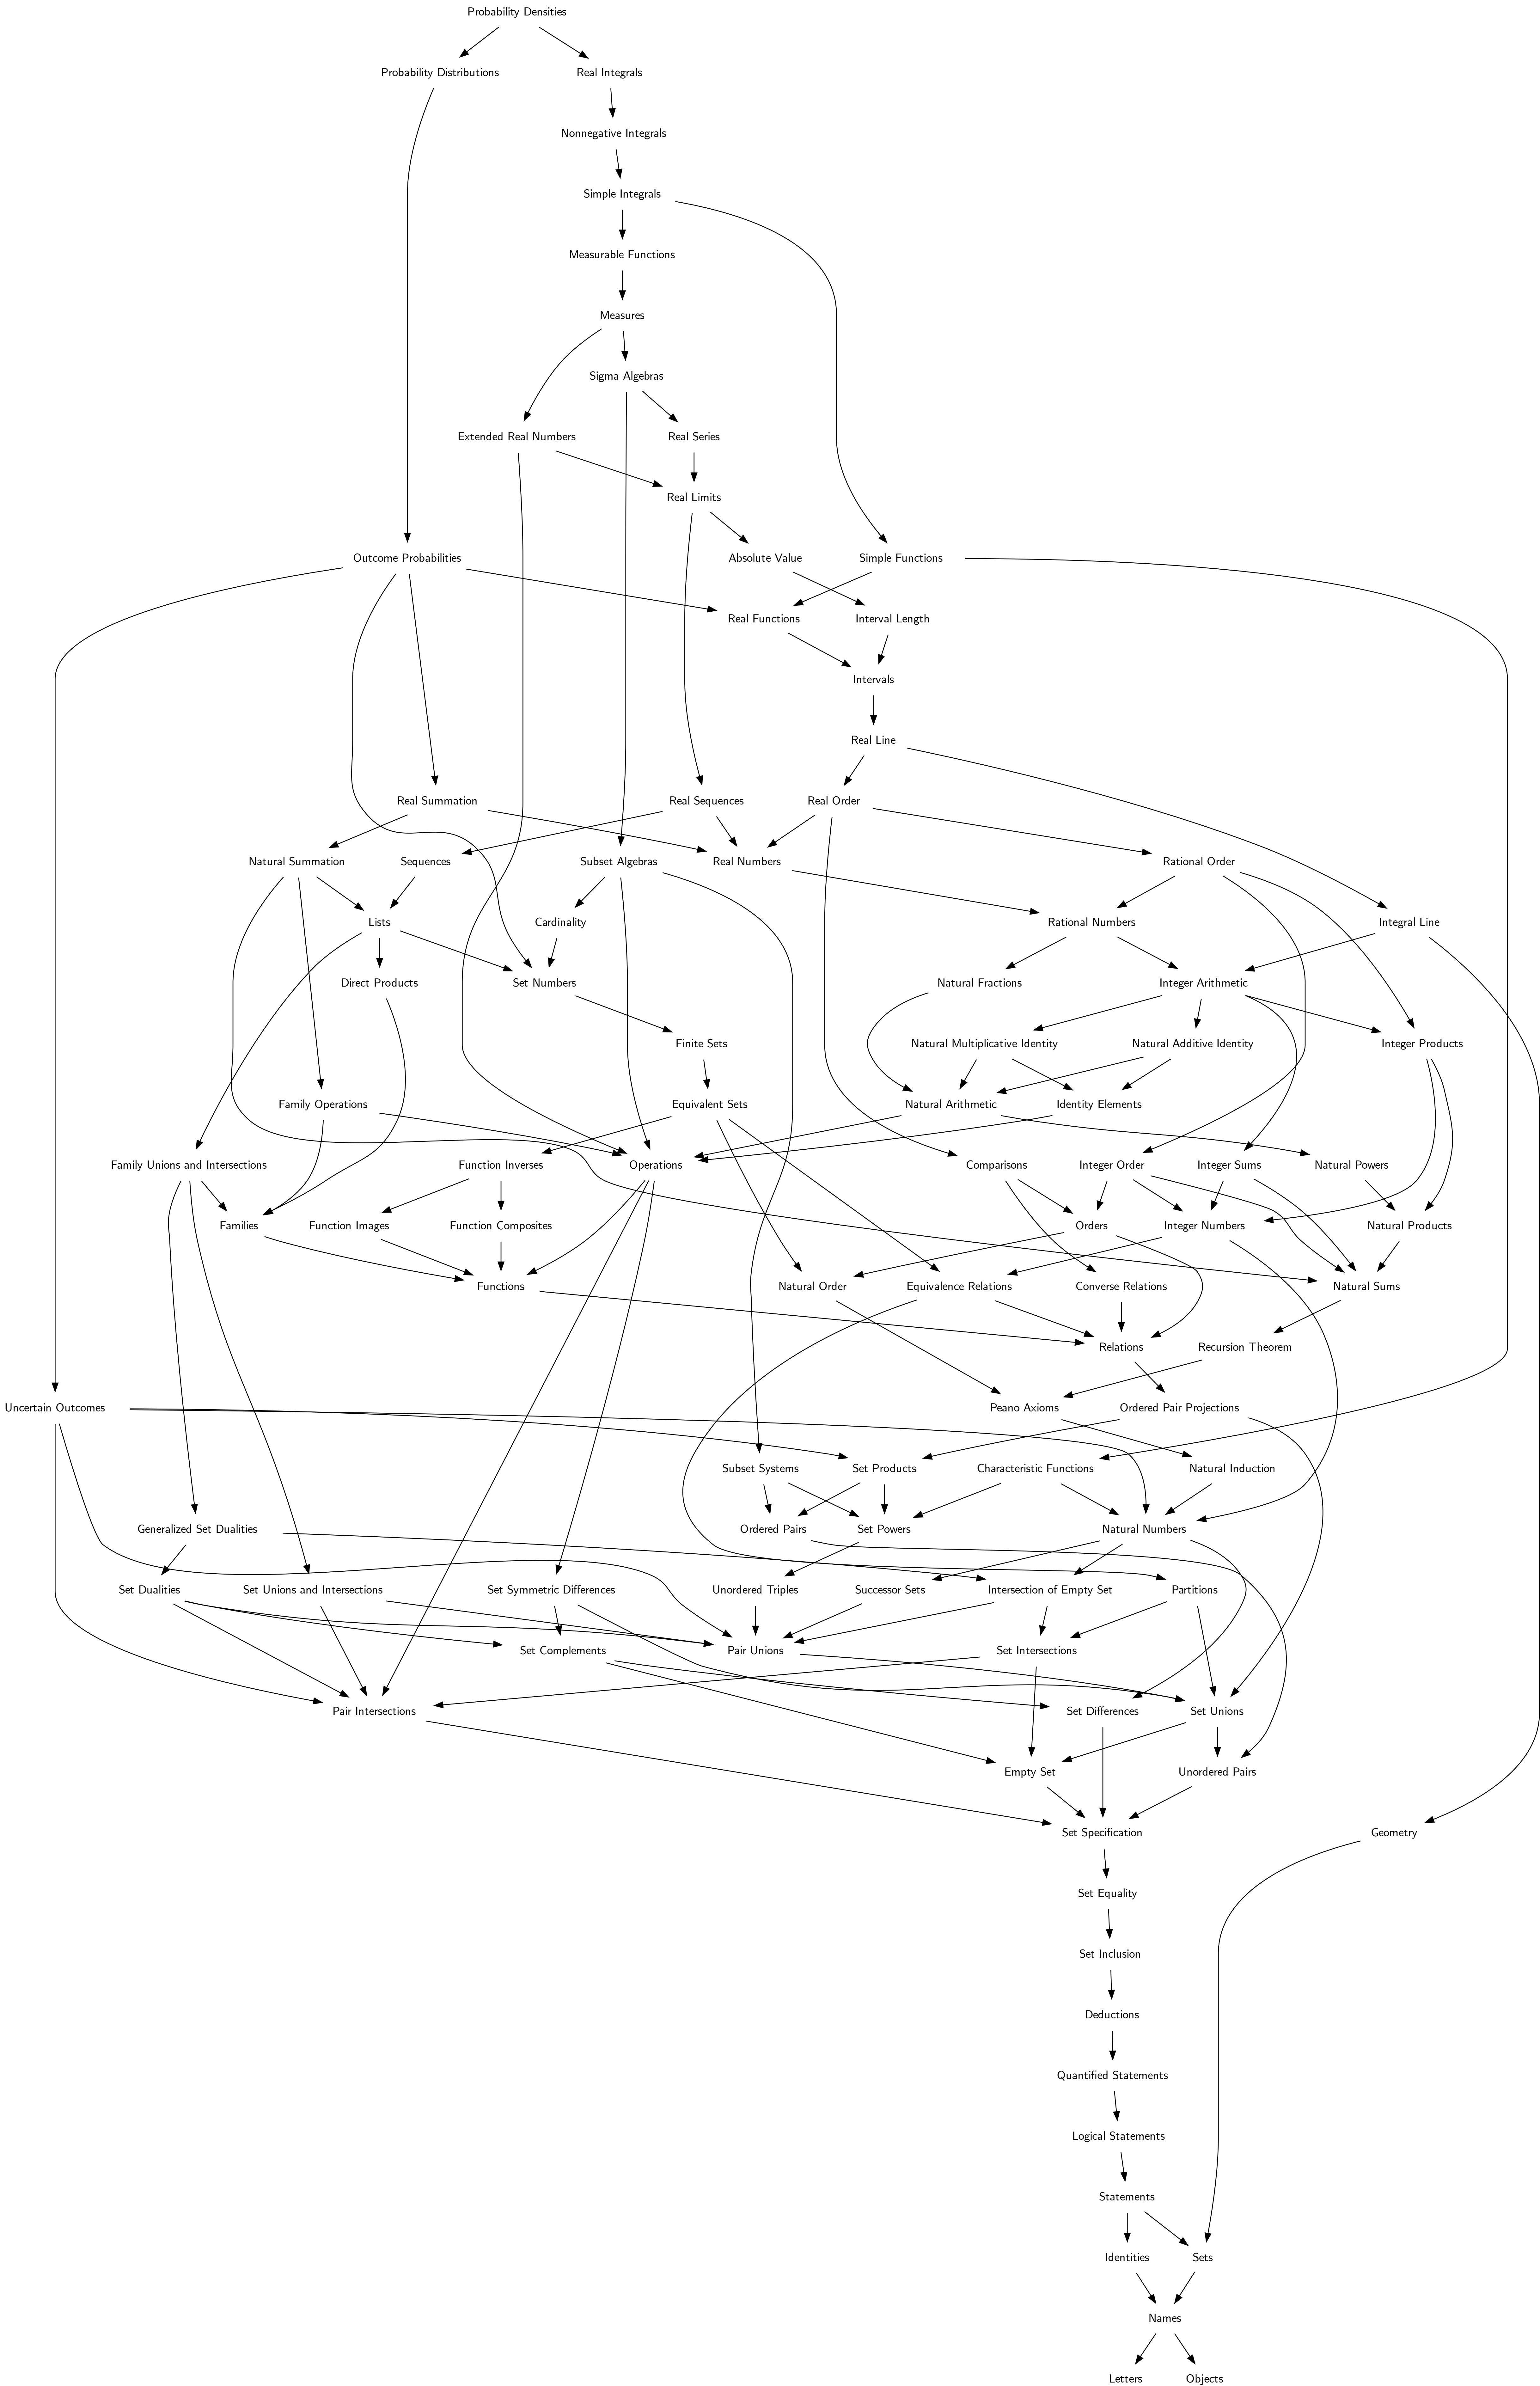 Probability Densities
Probability Distributions
Real Integrals
Nonnegative Integrals
Simple Integrals
Measurable Functions
Measures
Sigma Algebras
Extended Real Numbers
Real Series
Real Limits
Outcome Probabilities
Absolute Value
Simple Functions
Real Functions
Interval Length
Intervals
Real Line
Real Summation
Real Sequences
Real Order
Natural Summation
Sequences
Subset Algebras
Real Numbers
Rational Order
Lists
Cardinality
Rational Numbers
Integral Line
Direct Products
Set Numbers
Natural Fractions
Integer Arithmetic
Finite Sets
Natural Multiplicative Identity
Natural Additive Identity
Integer Products
Family Operations
Equivalent Sets
Natural Arithmetic
Identity Elements
Family Unions and Intersections
Function Inverses
Operations
Comparisons
Integer Order
Integer Sums
Natural Powers
Families
Function Images
Function Composites
Orders
Integer Numbers
Natural Products
Functions
Natural Order
Equivalence Relations
Converse Relations
Natural Sums
Relations
Recursion Theorem
Uncertain Outcomes
Peano Axioms
Ordered Pair Projections
Subset Systems
Set Products
Characteristic Functions
Natural Induction
Generalized Set Dualities
Ordered Pairs
Set Powers
Natural Numbers
Set Dualities
Set Unions and Intersections
Set Symmetric Differences
Unordered Triples
Successor Sets
Intersection of Empty Set
Partitions
Set Complements
Pair Unions
Set Intersections
Pair Intersections
Set Differences
Set Unions
Empty Set
Unordered Pairs
Set Specification
Geometry
Set Equality
Set Inclusion
Deductions
Quantified Statements
Logical Statements
Statements
Identities
Sets
Names
Letters
Objects